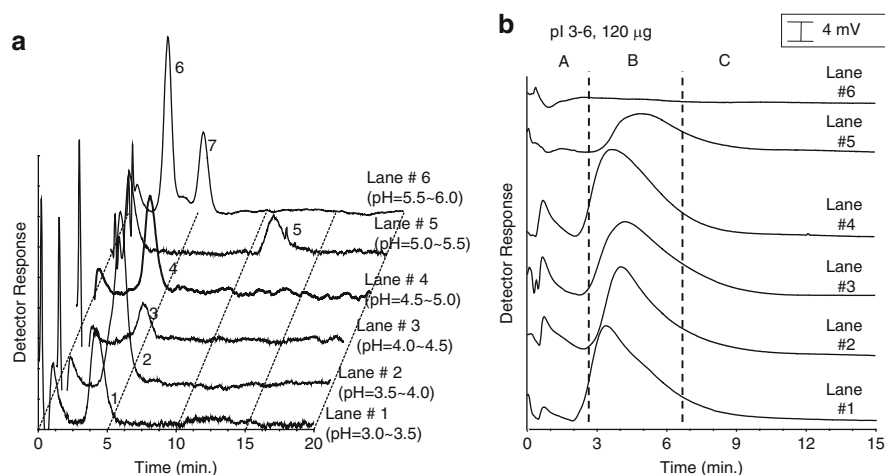 a
6
7
Lane # 6
(pH=5.5~6.0)
5
Lane # 5
(pH=5.0~5.5)
4
Lane # 4
(pH=4.5~5.0)
3
Lane # 3
(pH=4.0~4.5)
2
Lane # 2
(pH=3.5~4.0)
1
Lane # 1
(pH=3.0~3.5)
Detector Response
0 5 10 15 20
Time (min.)
b
pI 3-6, 120 µg
4 mV
A B C
Lane
#6
Lane
#5
Lane
#4
Lane
#3
Lane
#2
Lane
#1
Detector Response
0 3 6 9 12 15
Time (min.)